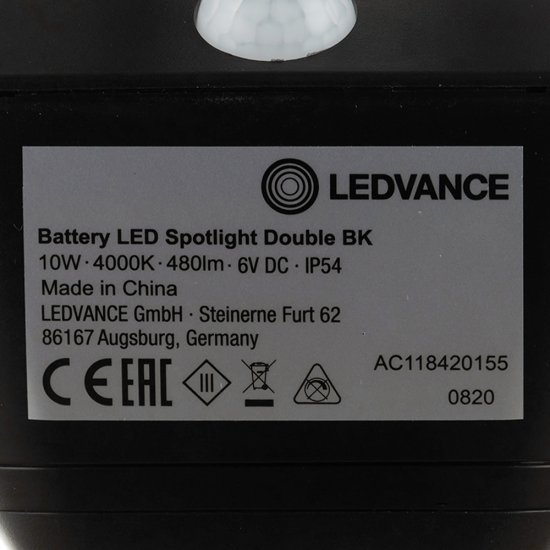 LEDVANCE
Battery LED Spotlight Double BK
10W · 4000K · 480lm · 6V DC · IP54
Made in China
LEDVANCE GmbH · Steinerne Furt 62
86167 Augsburg, Germany
AC118420155
CE EAC III
0820